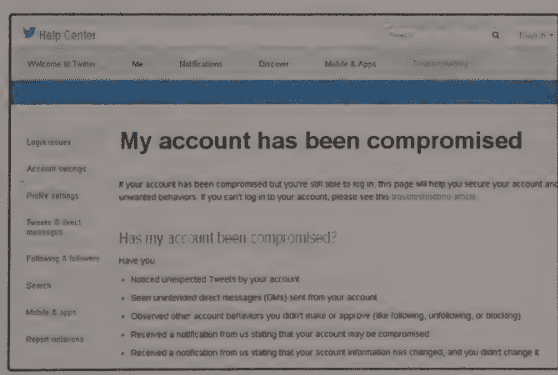 Help Center
Search
English
Welcome to Twitter Me Notifications Discover Mobile & Apps Troubleshooting
My account has been compromised
Login issues
Account settings
Profile settings
Tweets & direct messages
Following & followers
Search
Mobile & apps
Report violations
If your account has been compromised but you're still able to log in, this page will help you secure your account and
unwanted behaviors. If you can't log in to your account, please see this troubleshooting article.
Has my account been compromised?
Have you
Noticed unexpected Tweets by your account
Seen unintended direct messages (DMs) sent from your account
Observed other account behaviors you didn't make or approve (like following, unfollowing, or blocking)
Received a notification from us stating that your account may be compromised
Received a notification from us stating that your account information has changed, and you didn't change it